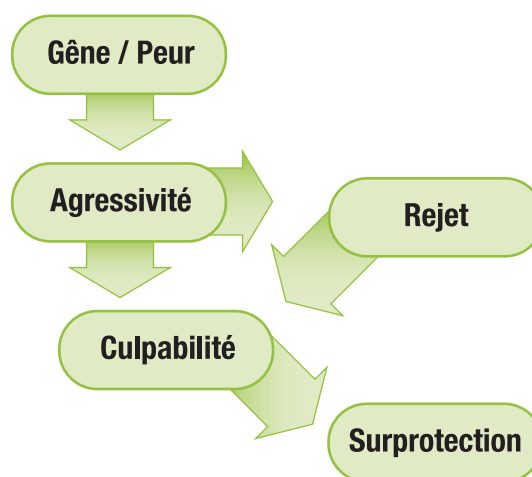 Gêne / Peur
Agressivité
Rejet
Culpabilité
Surprotection